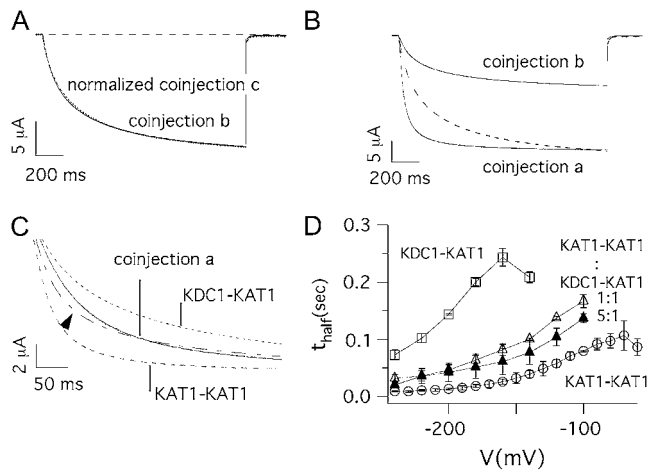 A
normalized coinjection c
coinjection b
5 μA
200 ms
B
coinjection b
coinjection a
5 μA
200 ms
C
coinjection a
KDC1-KAT1
KAT1-KAT1
2 μA
50 ms
D
0.3
0.2
0.1
0.0
t half (sec)
KDC1-KAT1
KAT1-KAT1
:
KDC1-KAT1
1:1
5:1
KAT1-KAT1
-200
-100
V(mV)